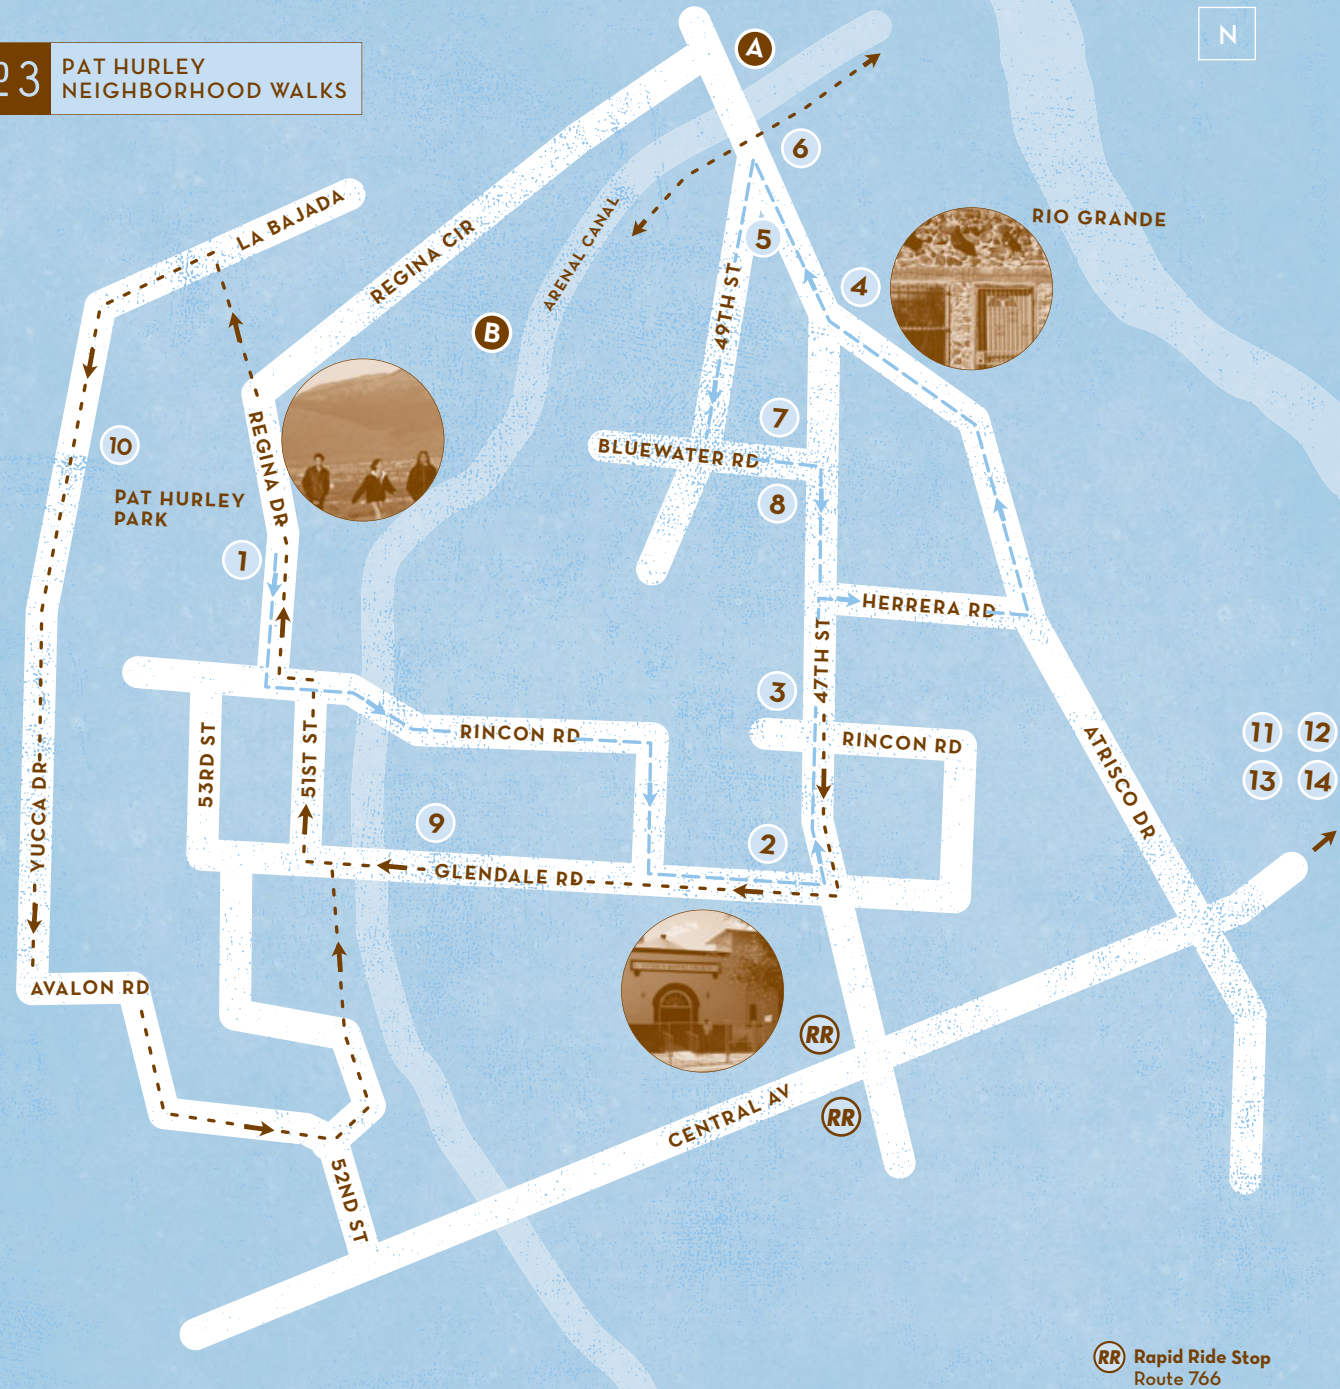 3
PAT HURLEY
NEIGHBORHOOD WALKS
A
N
6
LA BAJADA
RIO GRANDE
REGINA CIR
ARENAL CANAL
5
4
49TH ST
B
7
10
REGINA DR
BLUEWATER RD
PAT HURLEY
PARK
8
1
HERRERA RD
47TH ST
3
53RD ST
51ST ST
RINCON RD
RINCON RD
ATRISCO DR
11 12
13 14
YUCCA DR
9
2
GLENDALE RD
AVALON RD
RR
CENTRAL AV
RR
52ND ST
RR Rapid Ride Stop
Route 766